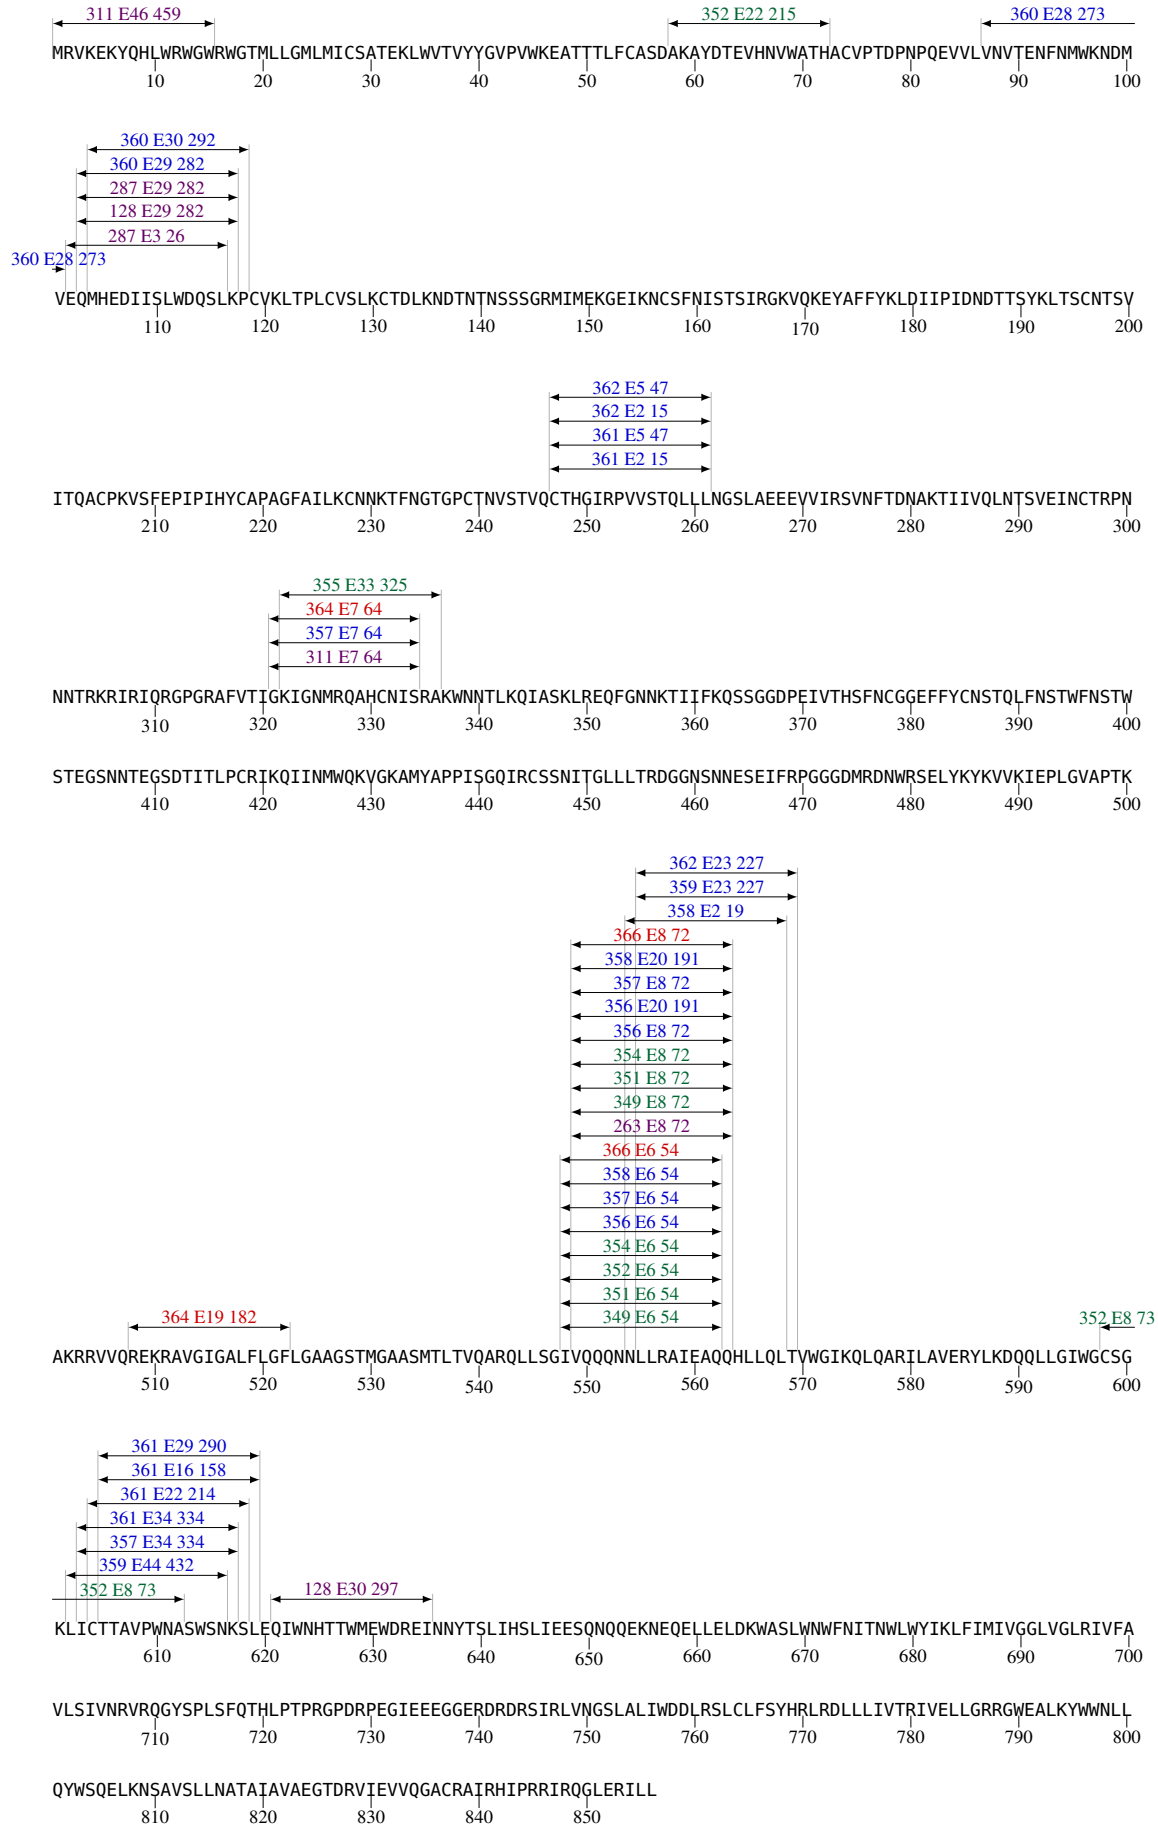 311 E46 459 352 E22 215 360 E28 273
MRVKEKYQHLWRWGWRWGTMLLGMLMICSATEKLWVTVYYGVPVWKEATTTLFCASDAKAYDTEVHNVWATHACVPTDPNPQEVVLVNVTENFNMWKNDM
10 20 30 40 50 60 70 80 90 100
360 E30 292
360 E29 282
287 E29 282
128 E29 282
287 E3 26
360 E28 273
VEQMHEDIISLWDQSLKPCVKLTPLCVSLKCTDLKNDTNTNSSSGRMIMEKGEIKNCSFNISTSIRGKVQKEYAFFYKLDIIPIDNDTTSYKLTSCNTSV
110 120 130 140 150 160 170 180 190 200
362 E5 47
362 E2 15
361 E5 47
361 E2 15
ITQACPKVSFEPIPIHYCAPAGFAILKCNNKTFNGTGPCTNVSTVQCTHGIRPVVSTQLLLNGSLAEEEVVIRSVNFTDNAKTIIVQLNTSVEINCTRPN
210 220 230 240 250 260 270 280 290 300
355 E33 325
364 E7 64
357 E7 64
311 E7 64
NNTRKRIRIQRGPGRAFVTIGKIGNMRQAHCNISRAKWNNTLKQIASKLREQFGNNKTIIFKQSSGGDPEIVTHSFNCGGEFFYCNSTQLFNSTWFNSTW
310 320 330 340 350 360 370 380 390 400
STEGSNNTEGSDTITLPCRIKQIINMWQKVGKAMYAPPISGQIRCSSNITGLLLTRDGGNSNNESEIFRPGGGDMRDNWRSELYKYKVVKIEPLGVAPTK
410 420 430 440 450 460 470 480 490 500
362 E23 227
359 E23 227
358 E2 19
366 E8 72
358 E20 191
357 E8 72
356 E20 191
356 E8 72
354 E8 72
351 E8 72
349 E8 72
263 E8 72
366 E6 54
358 E6 54
357 E6 54
356 E6 54
354 E6 54
352 E6 54
351 E6 54
364 E19 182 349 E6 54 352 E8 73
AKRRVVQREKRAVGIGALFLGFLGAAGSTMGAASMTLTVQARQLLSGIVQQQNNLLRAIEAQQHLLQLTVWGIKQLQARILAVERYLKDQQLLGIWGCSG
510 520 530 540 550 560 570 580 590 600
361 E29 290
361 E16 158
361 E22 214
361 E34 334
357 E34 334
359 E44 432
352 E8 73 128 E30 297
KLICTTAVPWNASWSNKSLEQIWNHTTWMEWDREINNYTSLIHSLIEESQNQQEKNEQELLELDKWASLWNWFNITNWLWYIKLFIMIVGGLVGLRIVFA
610 620 630 640 650 660 670 680 690 700
VLSIVNRVRQGYSPLSFQTHLPTPRGPDRPEGIEEEGGERDRDRSIRLVNGSLALIWDDLRSLCLFSYHRLRDLLLIVTRIVELLGRRGWEALKYWWNLL
710 720 730 740 750 760 770 780 790 800
QYWSQELKNSAVSLLNATAIAVAEGTDRVIEVVQGACRAIRHIPRRIRQGLERILL
810 820 830 840 850